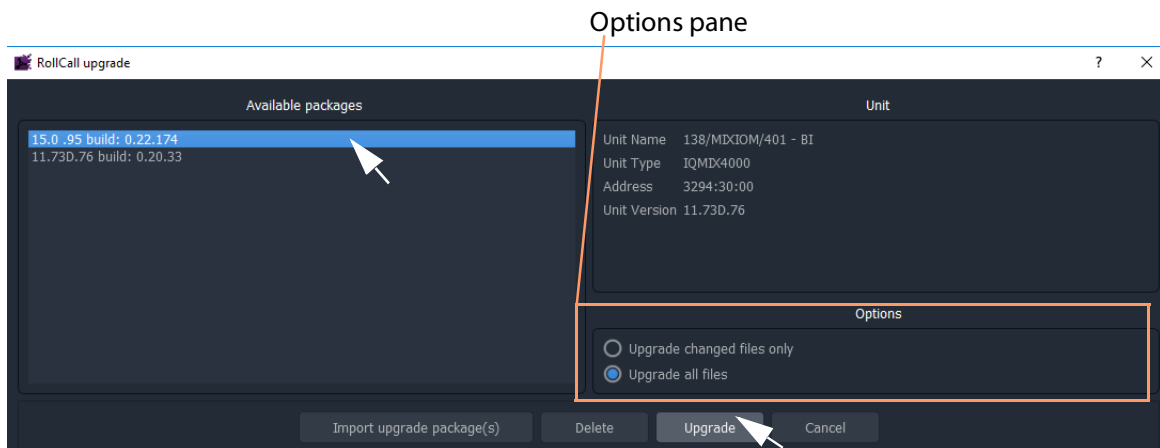 Options pane
RollCall upgrade
?
Available packages
15.0 .95 build: 0.22.174
11.73D.76 build: 0.20.33
Unit
Unit Name 138/MIXIOM/401 - BI
Unit Type IQMIX4000
Address 3294:30:00
Unit Version 11.73D.76
Options
Upgrade changed files only
Upgrade all files
Import upgrade package(s)
Delete
Upgrade
Cancel